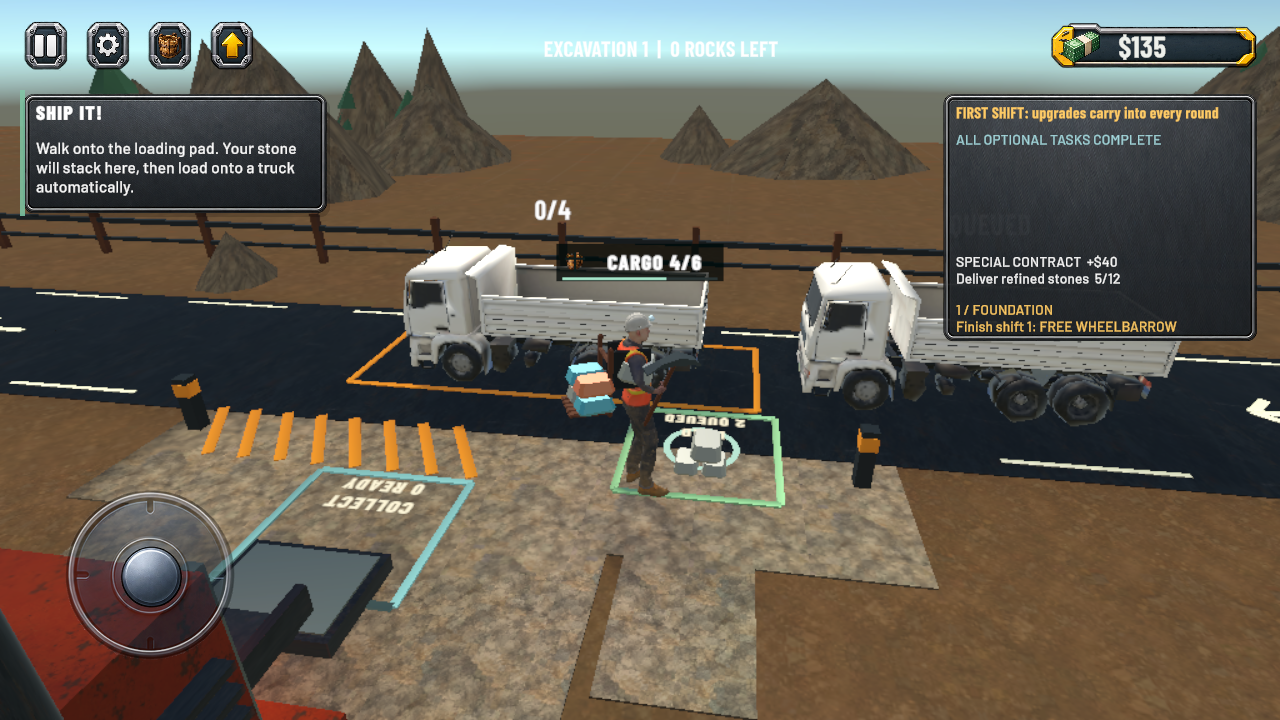 EXCAVATION 1 | 0 ROCKS LEFT
$135
SHIP IT!
Walk onto the loading pad. Your stone
will stack here, then load onto a truck
automatically.
FIRST SHIFT: upgrades carry into every round
ALL OPTIONAL TASKS COMPLETE
QUEUED
SPECIAL CONTRACT +$40
Deliver refined stones 5/12
1 / FOUNDATION
Finish shift 1: FREE WHEELBARROW
0/4
CARGO 4/6
2 QUEUED
COLLECT
0 READY